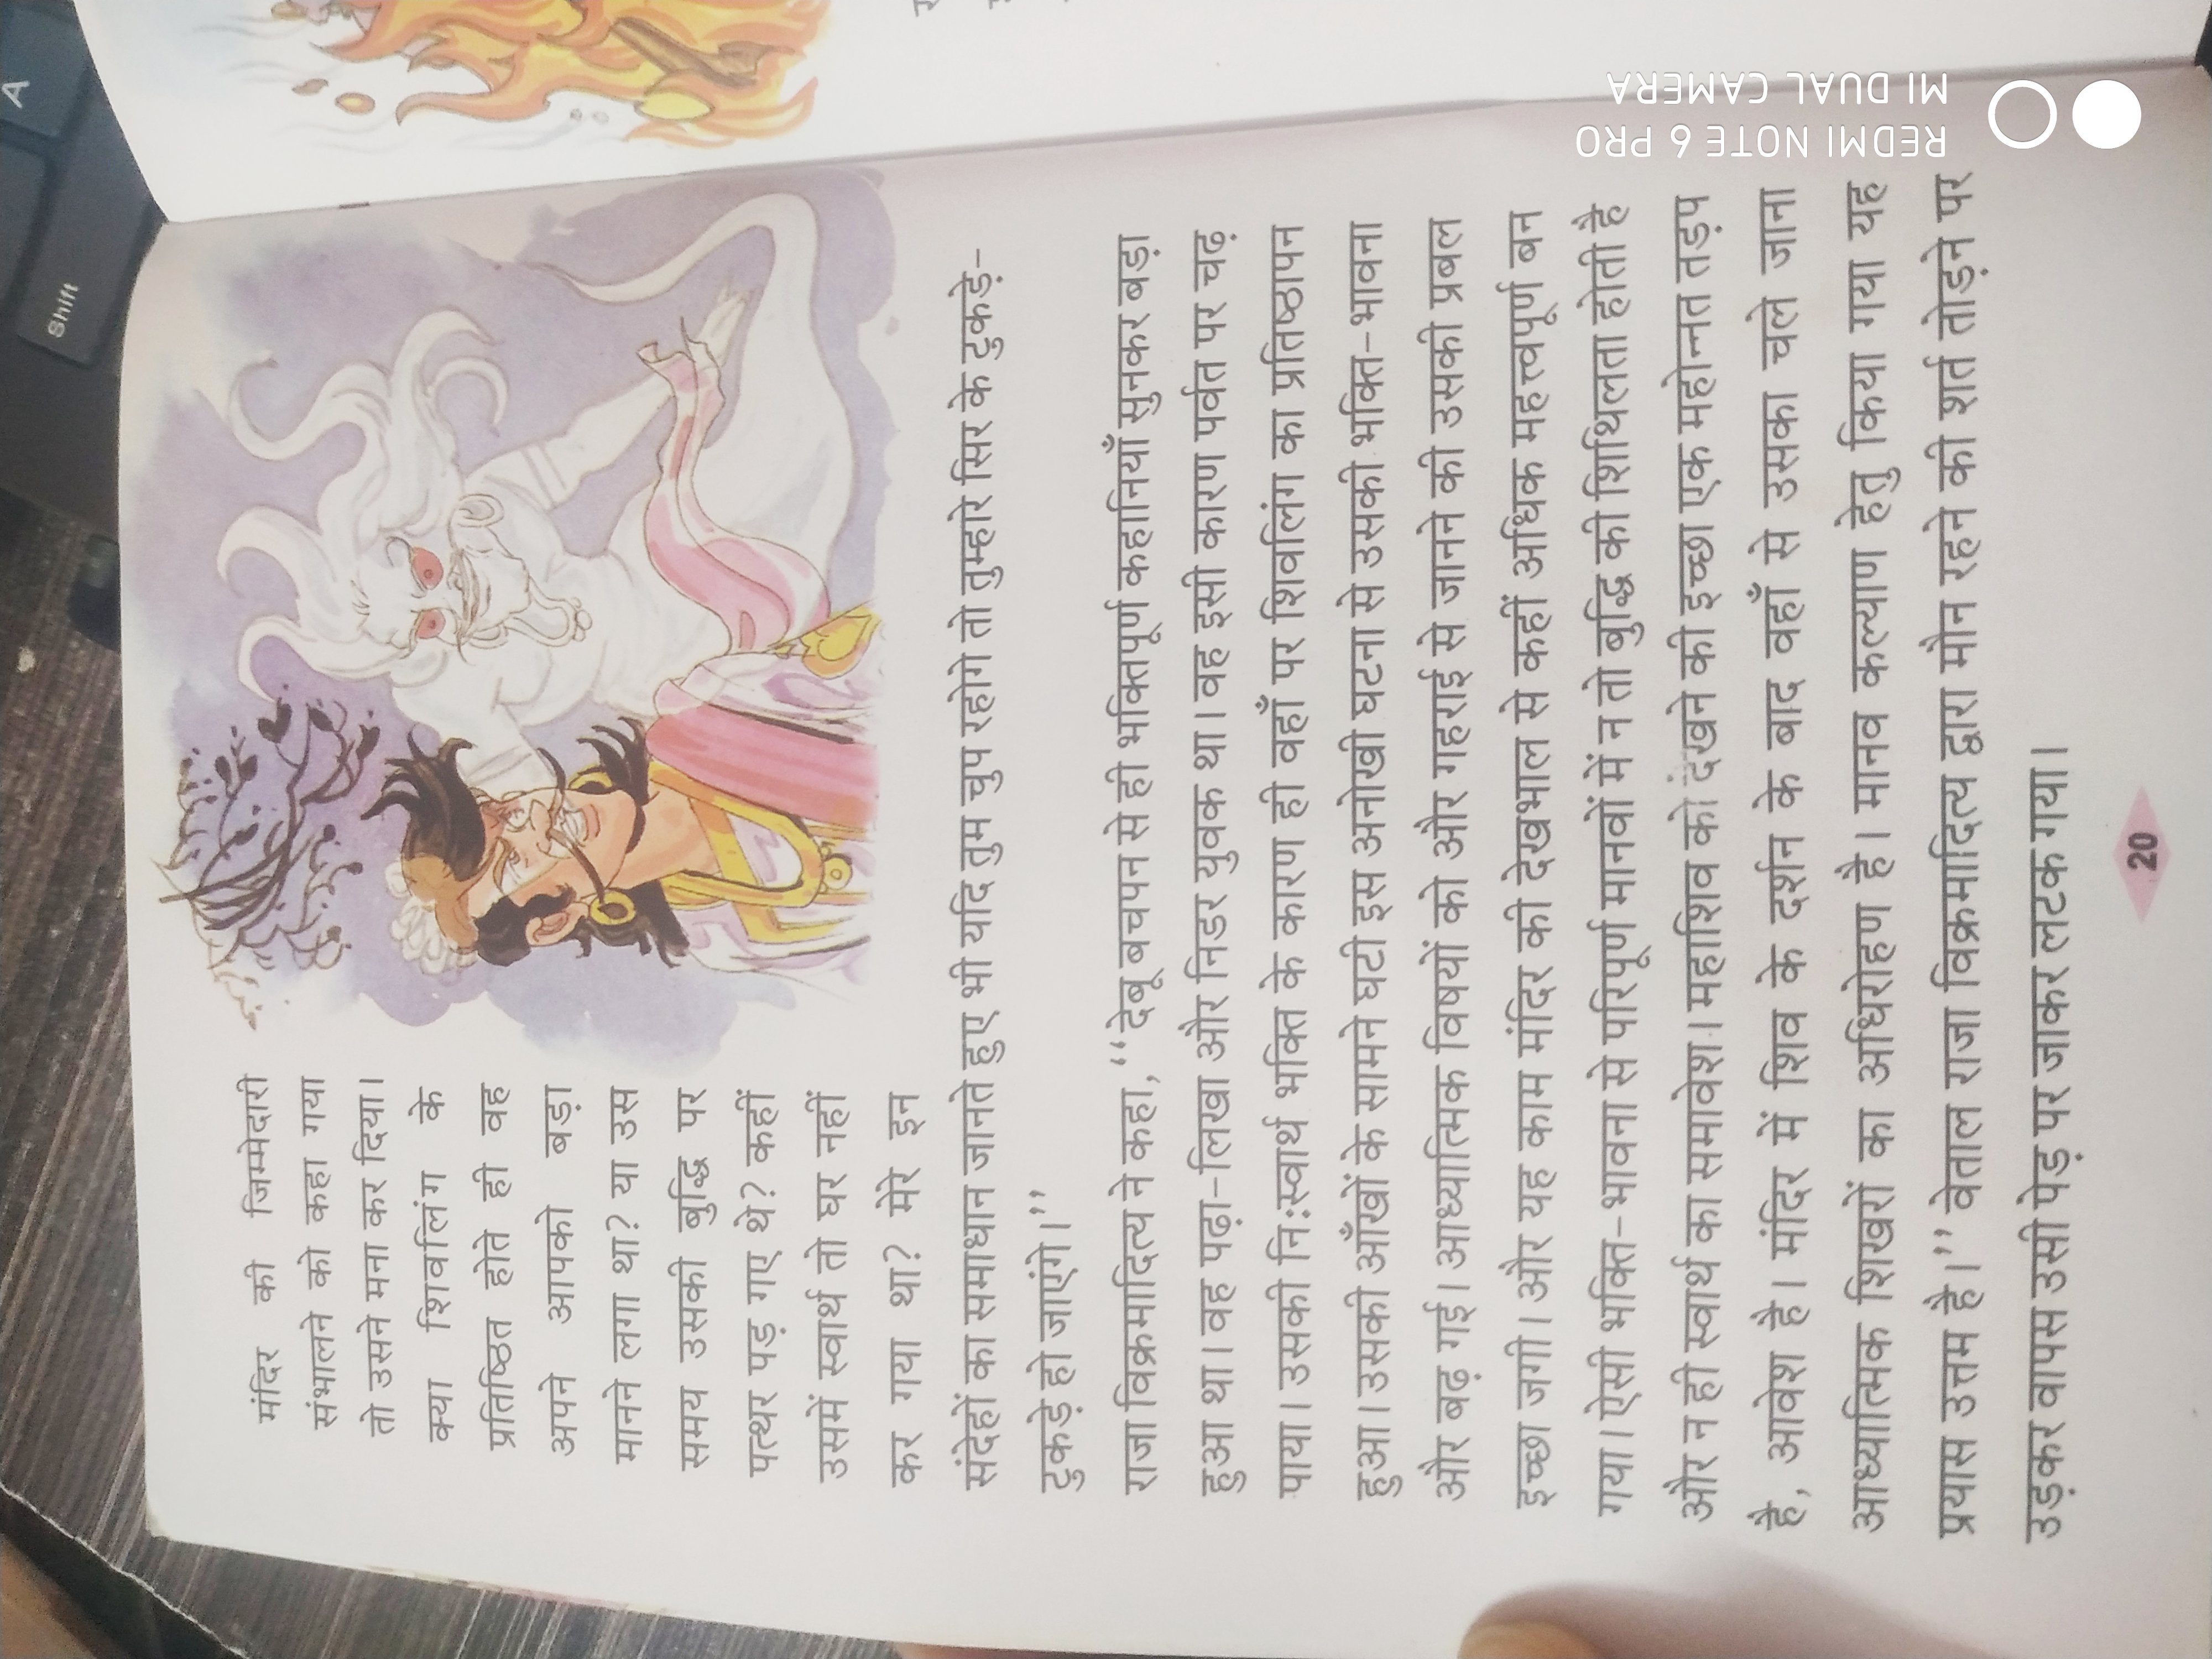 मंदिर की जिम्मेदारी
संभालने को कहा गया
तो उसने मना कर दिया।
क्या शिवलिंग के
प्रतिष्ठित होते ही वह
अपने आपको बड़ा
मानने लगा था? या उस
समय उसकी बुद्धि पर
पत्थर पड़ गए थे? कहीं
उसमें स्वार्थ तो घर नहीं
कर गया था? मेरे इन
संदेहों का समाधान जानते हुए भी यदि तुम चुप रहोगे तो तुम्हारे सिर के टुकड़े-
टुकड़े हो जाएंगे।’’
राजा विक्रमादित्य ने कहा, ‘‘देबू बचपन से ही भक्तिपूर्ण कहानियाँ सुनकर बड़ा
हुआ था। वह पढ़ा-लिखा और निडर युवक था। वह इसी कारण पर्वत पर चढ़
पाया। उसकी नि:स्वार्थ भक्ति के कारण ही वहाँ पर शिवलिंग का प्रतिष्ठापन
हुआ। उसकी आँखों के सामने घटी इस अनोखी घटना से उसकी भक्ति-भावना
और बढ़ गई। आध्यात्मिक विषयों को और गहराई से जानने की उसकी प्रबल
इच्छा जगी। और यह काम मंदिर की देखभाल से कहीं अधिक महत्त्वपूर्ण बन
गया। ऐसी भक्ति-भावना से परिपूर्ण मानवों में न तो बुद्धि की शिथिलता होती है
और न ही स्वार्थ का समावेश। महाशिव को देखने की इच्छा एक महोन्नत तड़प
है, आवेश है। मंदिर में शिव के दर्शन के बाद वहाँ से उसका चले जाना
आध्यात्मिक शिखरों का अधिरोहण है। मानव कल्याण हेतु किया गया यह
प्रयास उत्तम है।’’ वेताल राजा विक्रमादित्य द्वारा मौन रहने की शर्त तोड़ने पर
उड़कर वापस उसी पेड़ पर जाकर लटक गया।
20
Shift
A
REDMI NOTE 6 PRO
MI DUAL CAMERA